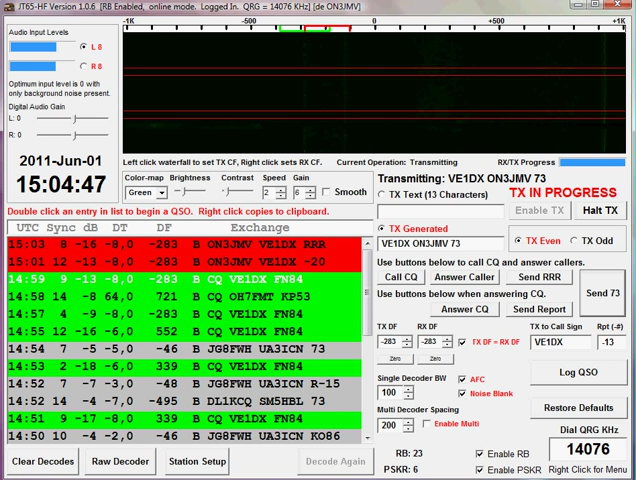 JT65-HF Version 1.0.6 [RB Enabled, online mode. Logged In. QRG = 14076 KHz] [de ON3JMV]
Audio Input Levels
L 8
R 8
Optimum input level is 0 with
only background noise present.
Digital Audio Gain
L: 0
R: 0
2011-Jun-01
15:04:47
-1K -500 0 +500 +1K
Left click waterfall to set TX CF, Right click sets RX CF. Current Operation: Transmitting RX/TX Progress
Color-map Brightness Contrast Speed Gain
Green 2 6 Smooth
Double click an entry in list to begin a QSO. Right click copies to clipboard.
UTC Sync dB DT DF Exchange
15:03 8 -16 -8,0 -283 B ON3JMV VE1DX RRR
15:01 12 -13 -8,0 -283 B ON3JMV VE1DX -20
14:59 9 -13 -8,0 -283 B CQ VE1DX FN84
14:58 14 -8 64,0 721 B CQ OH7FMT KP53
14:57 4 -9 -8,0 -283 B CQ VE1DX FN84
14:55 12 -16 -6,0 552 B CQ VE1DX FN84
14:54 7 -5 -5,0 -46 B JG8FWH UA3ICN 73
14:53 2 -18 -6,0 339 B CQ VE1DX FN84
14:52 7 -3 -7,0 -48 B JG8FWH UA3ICN R-15
14:52 14 -4 -7,0 -495 B DL1KCQ SM5HBL 73
14:51 9 -17 -8,0 339 B CQ VE1DX FN84
14:50 10 -4 -2,0 -46 B JG8FWH UA3ICN KO86
Clear Decodes Raw Decoder Station Setup Decode Again
Transmitting: VE1DX ON3JMV 73
TX Text (13 Characters)
TX IN PROGRESS
Enable TX Halt TX
TX Generated
VE1DX ON3JMV 73
TX Even TX Odd
Use buttons below to call CQ and answer callers.
Call CQ Answer Caller Send RRR
Use buttons below when answering CQ.
Answer CQ Send Report
Send 73
TX DF RX DF TX to Call Sign Rpt (-#)
-283 -283 TX DF = RX DF VE1DX -13
Zero Zero
Single Decoder BW
100
AFC
Noise Blank
Log QSO
Multi Decoder Spacing
200 Enable Multi
Restore Defaults
Dial QRG KHz
14076
RB: 23 Enable RB
PSKR: 6 Enable PSKR Right Click for Menu